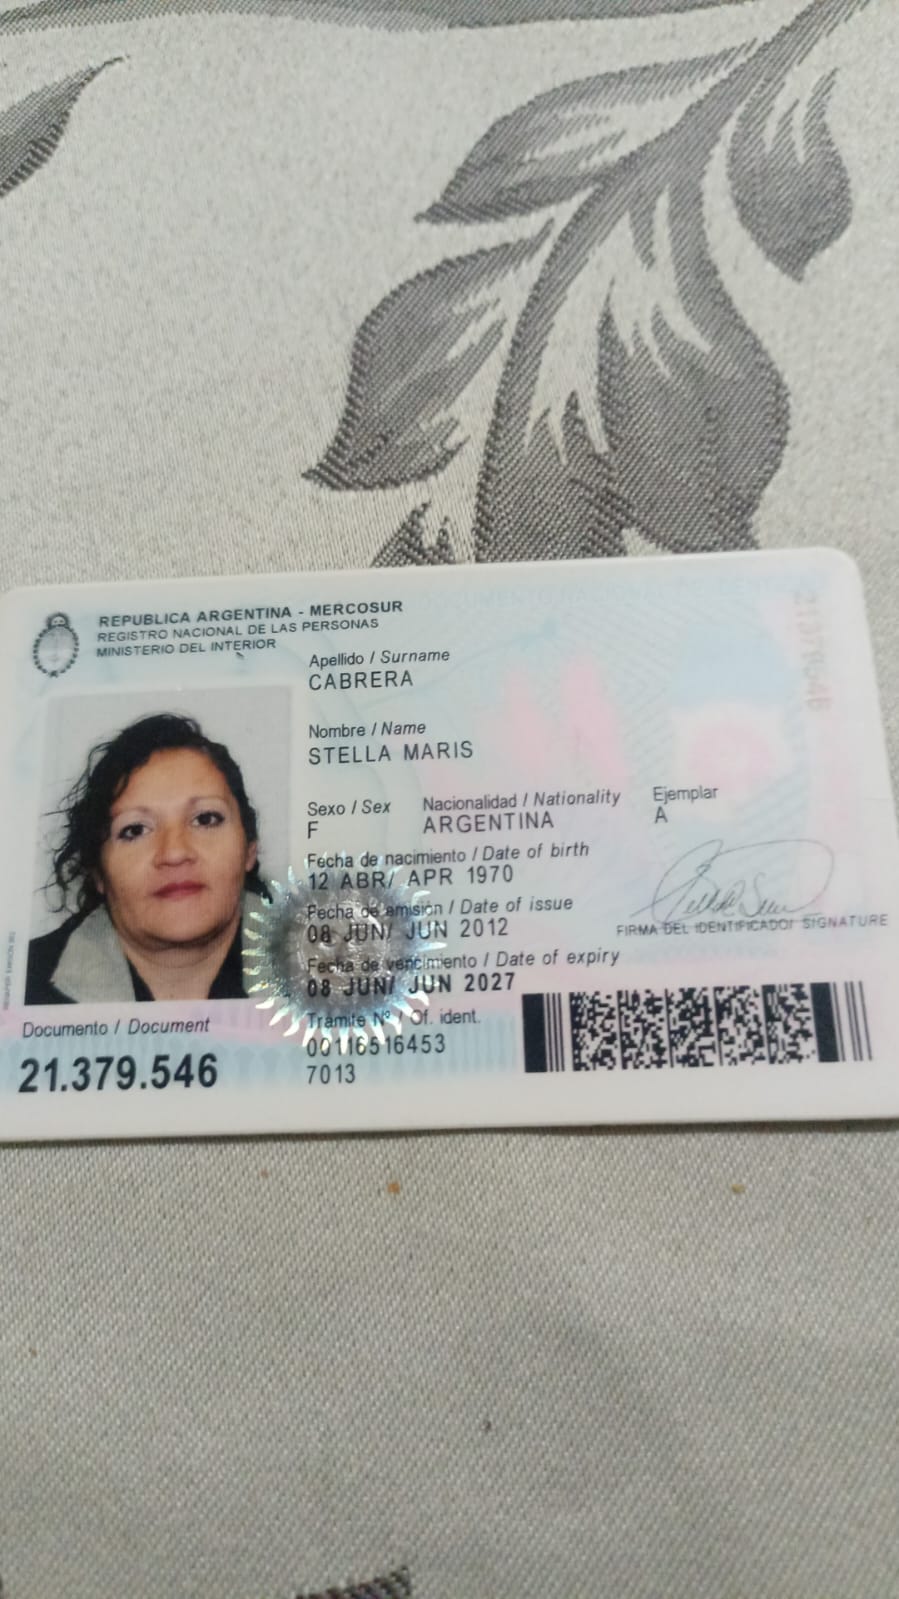 REPUBLICA ARGENTINA - MERCOSUR
REGISTRO NACIONAL DE LAS PERSONAS
MINISTERIO DEL INTERIOR
Apellido / Surname
CABRERA
Nombre / Name
STELLA MARIS
Sexo / Sex Nacionalidad / Nationality Ejemplar
F ARGENTINA A
Fecha de nacimiento / Date of birth
12 ABR/ APR 1970
Fecha de emisión / Date of issue
08 JUN/ JUN 2012
FIRMA DEL IDENTIFICADO/ SIGNATURE
Fecha de vencimiento / Date of expiry
08 JUN/ JUN 2027
Documento / Document
21.379.546
Tramite Nº / Of. ident.
00116516453
7013